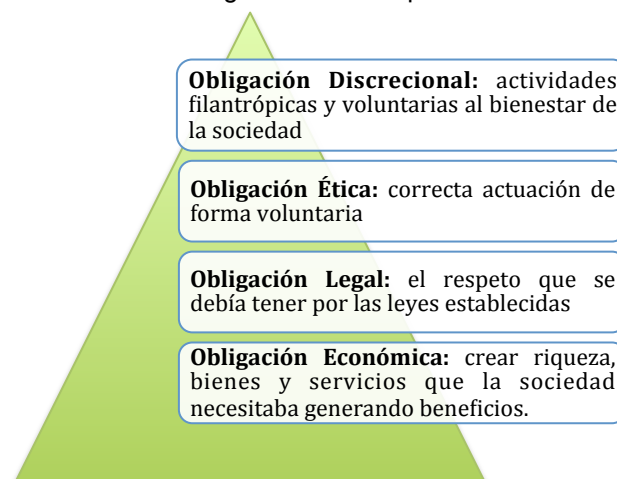 Obligación Discrecional: actividades
filantrópicas y voluntarias al bienestar de
la sociedad
Obligación Ética: correcta actuación de
forma voluntaria
Obligación Legal: el respeto que se
debía tener por las leyes establecidas
Obligación Económica: crear riqueza,
bienes y servicios que la sociedad
necesitaba generando beneficios.